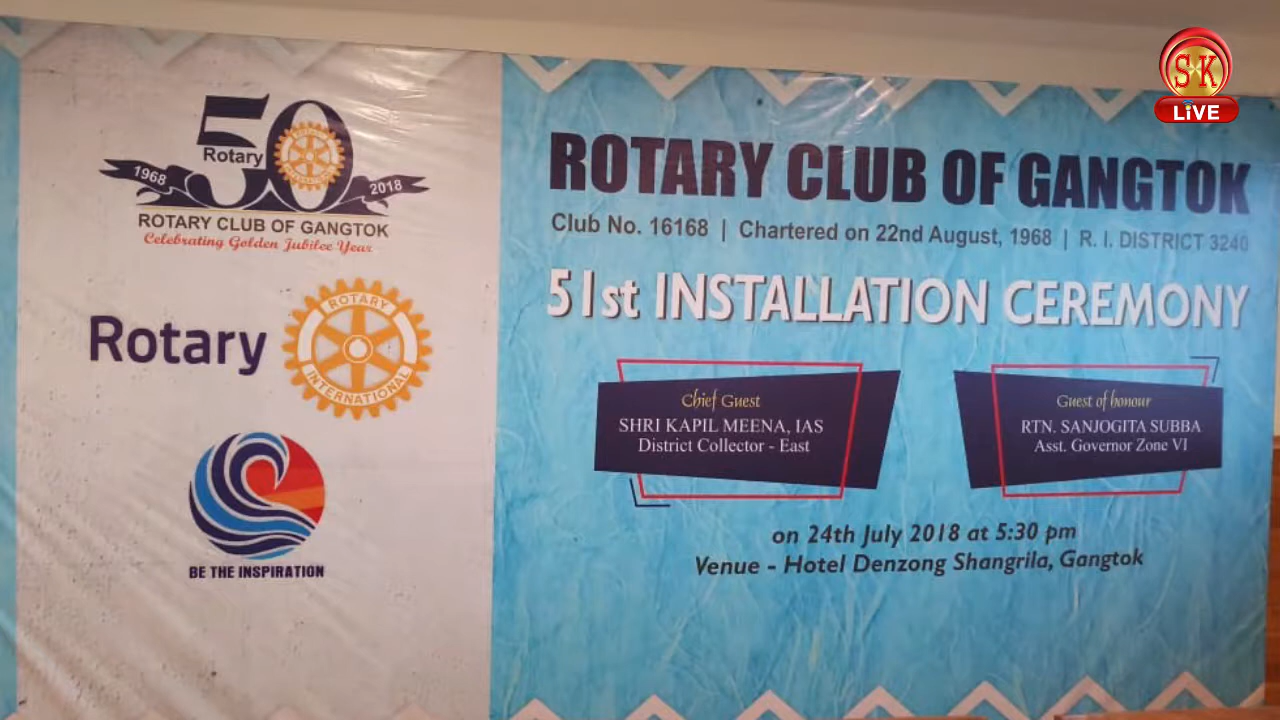 SK
LiVE
50
Rotary
1968
2018
ROTARY CLUB OF GANGTOK
Celebrating Golden Jubilee Year
Rotary
ROTARY
INTERNATIONAL
BE THE INSPIRATION
ROTARY CLUB OF GANGTOK
Club No. 16168 | Chartered on 22nd August, 1968 | R. I. DISTRICT 3240
51st INSTALLATION CEREMONY
Chief Guest
SHRI KAPIL MEENA, IAS
District Collector - East
Guest of honour
RTN. SANJOGITA SUBBA
Asst. Governor Zone VI
on 24th July 2018 at 5:30 pm
Venue - Hotel Denzong Shangrila, Gangtok